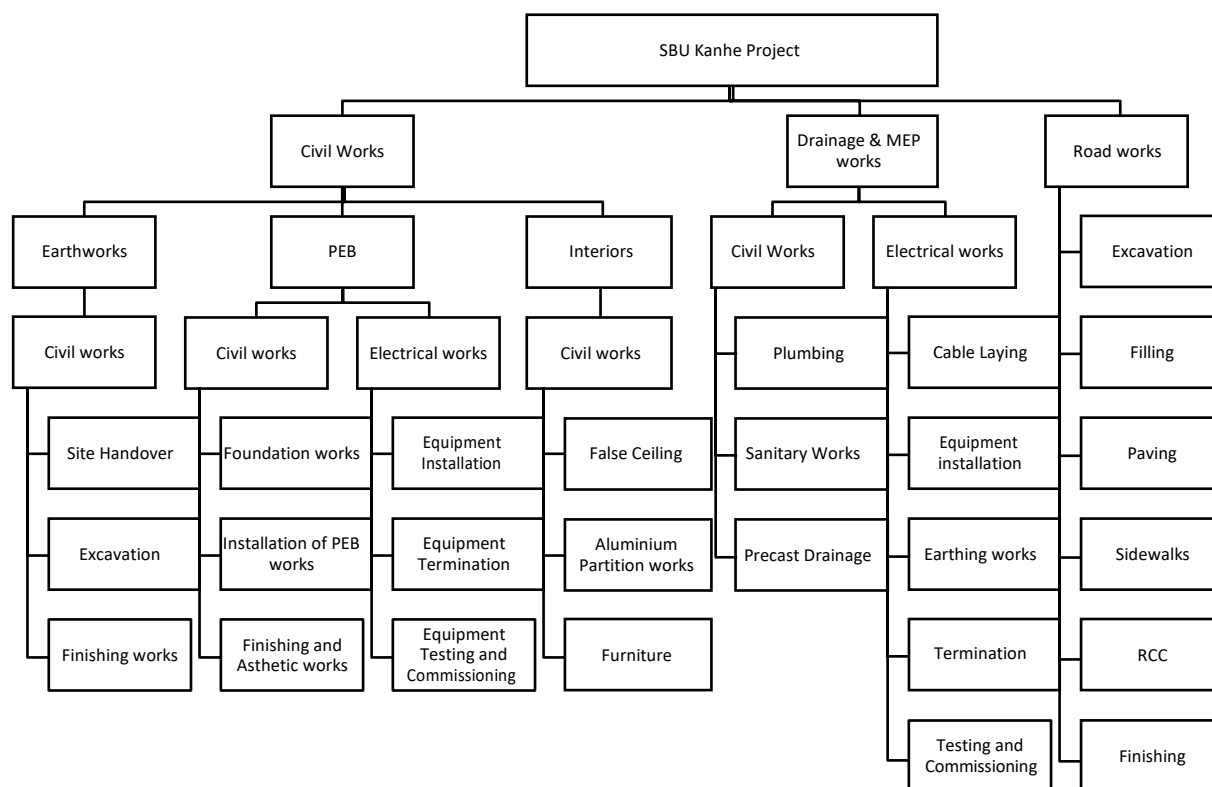 SBU Kanhe Project
Civil Works
Drainage & MEP
works
Road works
Earthworks
PEB
Interiors
Civil Works
Electrical works
Excavation
Civil works
Civil works
Electrical works
Civil works
Plumbing
Cable Laying
Filling
Site Handover
Foundation works
Equipment
Installation
False Ceiling
Sanitary Works
Equipment
installation
Paving
Excavation
Installation of PEB
works
Equipment
Termination
Aluminium
Partition works
Precast Drainage
Earthing works
Sidewalks
Finishing works
Finishing and
Asthetic works
Equipment
Testing and
Commissioning
Furniture
Termination
RCC
Testing and
Commissioning
Finishing